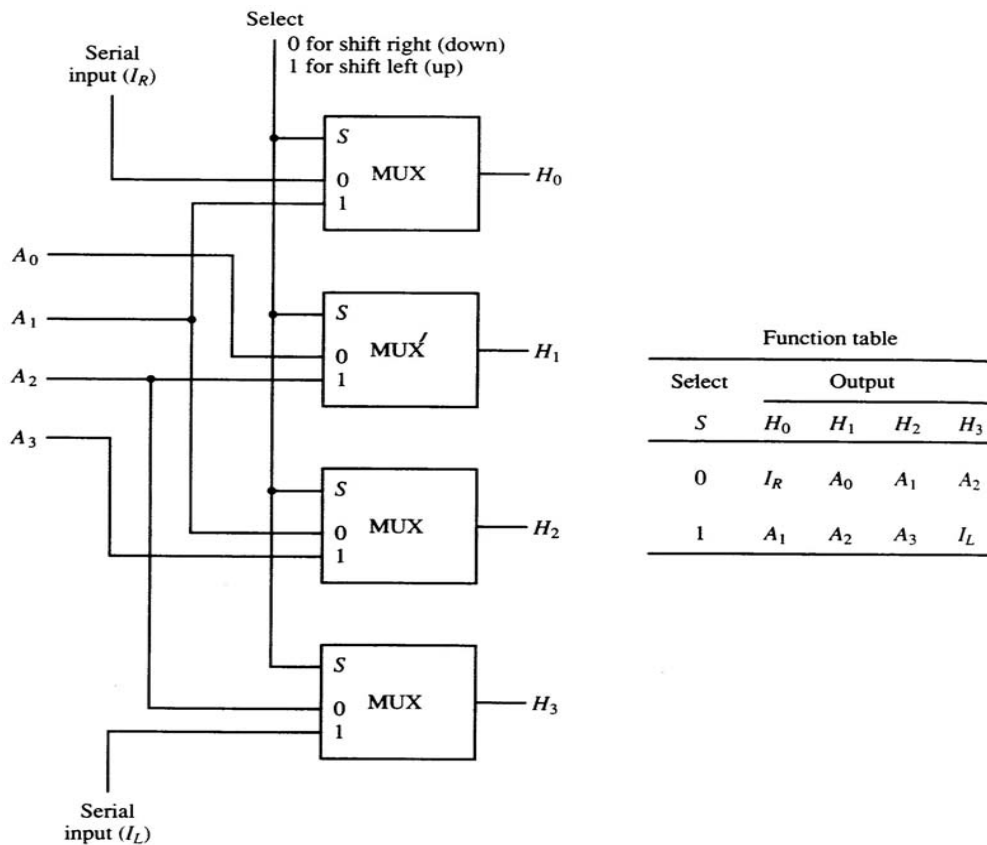 Select
0 for shift right (down)
1 for shift left (up)
Serial
input (I_R)
S
MUX
0
1
H_0
A_0
A_1
A_2
A_3
S
MUX
0
1
H_1
S
MUX
0
1
H_2
S
MUX
0
1
H_3
Serial
input (I_L)
Function table
Select Output
S H_0 H_1 H_2 H_3
0 I_R A_0 A_1 A_2
1 A_1 A_2 A_3 I_L